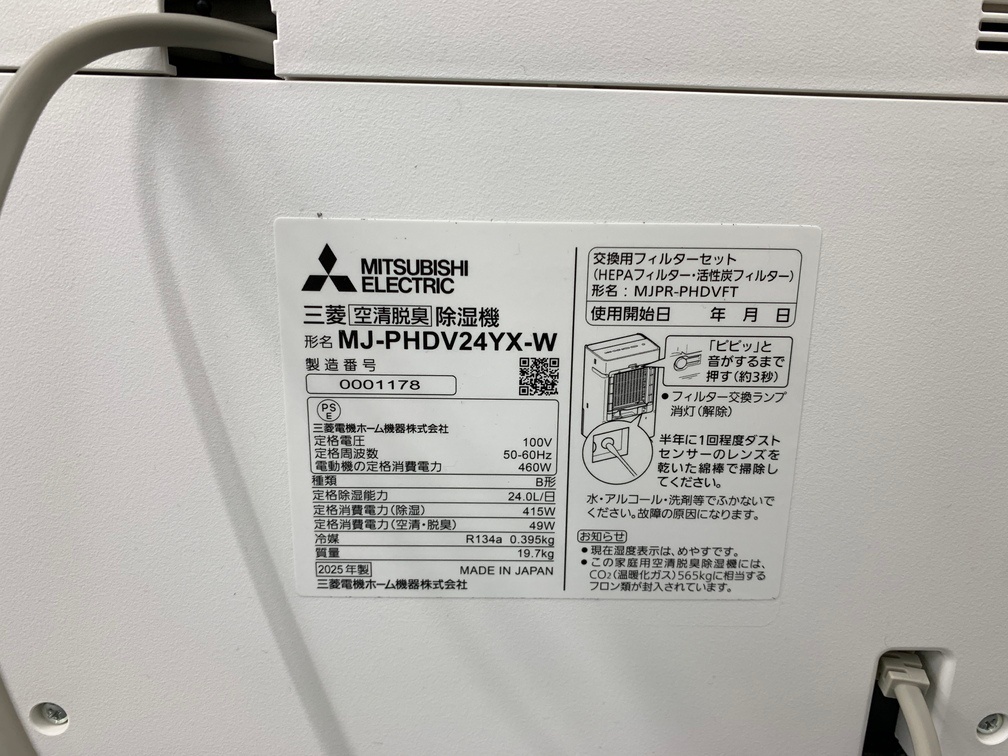 MITSUBISHI
ELECTRIC
三菱 空清脱臭 除湿機
形名 MJ-PHDV24YX-W
製造番号
0001178
PS
E
三菱電機ホーム機器株式会社
定格電圧 100V
定格周波数 50-60Hz
電動機の定格消費電力 460W
種類 B形
定格除湿能力 24.0L/日
定格消費電力(除湿) 415W
定格消費電力(空清・脱臭) 49W
冷媒 R134a 0.395kg
質量 19.7kg
2025年製 MADE IN JAPAN
三菱電機ホーム機器株式会社
交換用フィルターセット
(HEPAフィルター・活性炭フィルター)
形名:MJPR-PHDVFT
使用開始日 年 月 日
「ピピッ」と
音がするまで
押す(約3秒)
●フィルター交換ランプ
消灯(解除)
半年に1回程度ダスト
センサーのレンズを
乾いた綿棒で掃除し
てください。
水・アルコール・洗剤等でふかないで
ください。故障の原因になります。
お知らせ
●現在湿度表示は、めやすです。
●この家庭用空清脱臭除湿機には、
CO2(温暖化ガス)565kgに相当する
フロン類が封入されています。